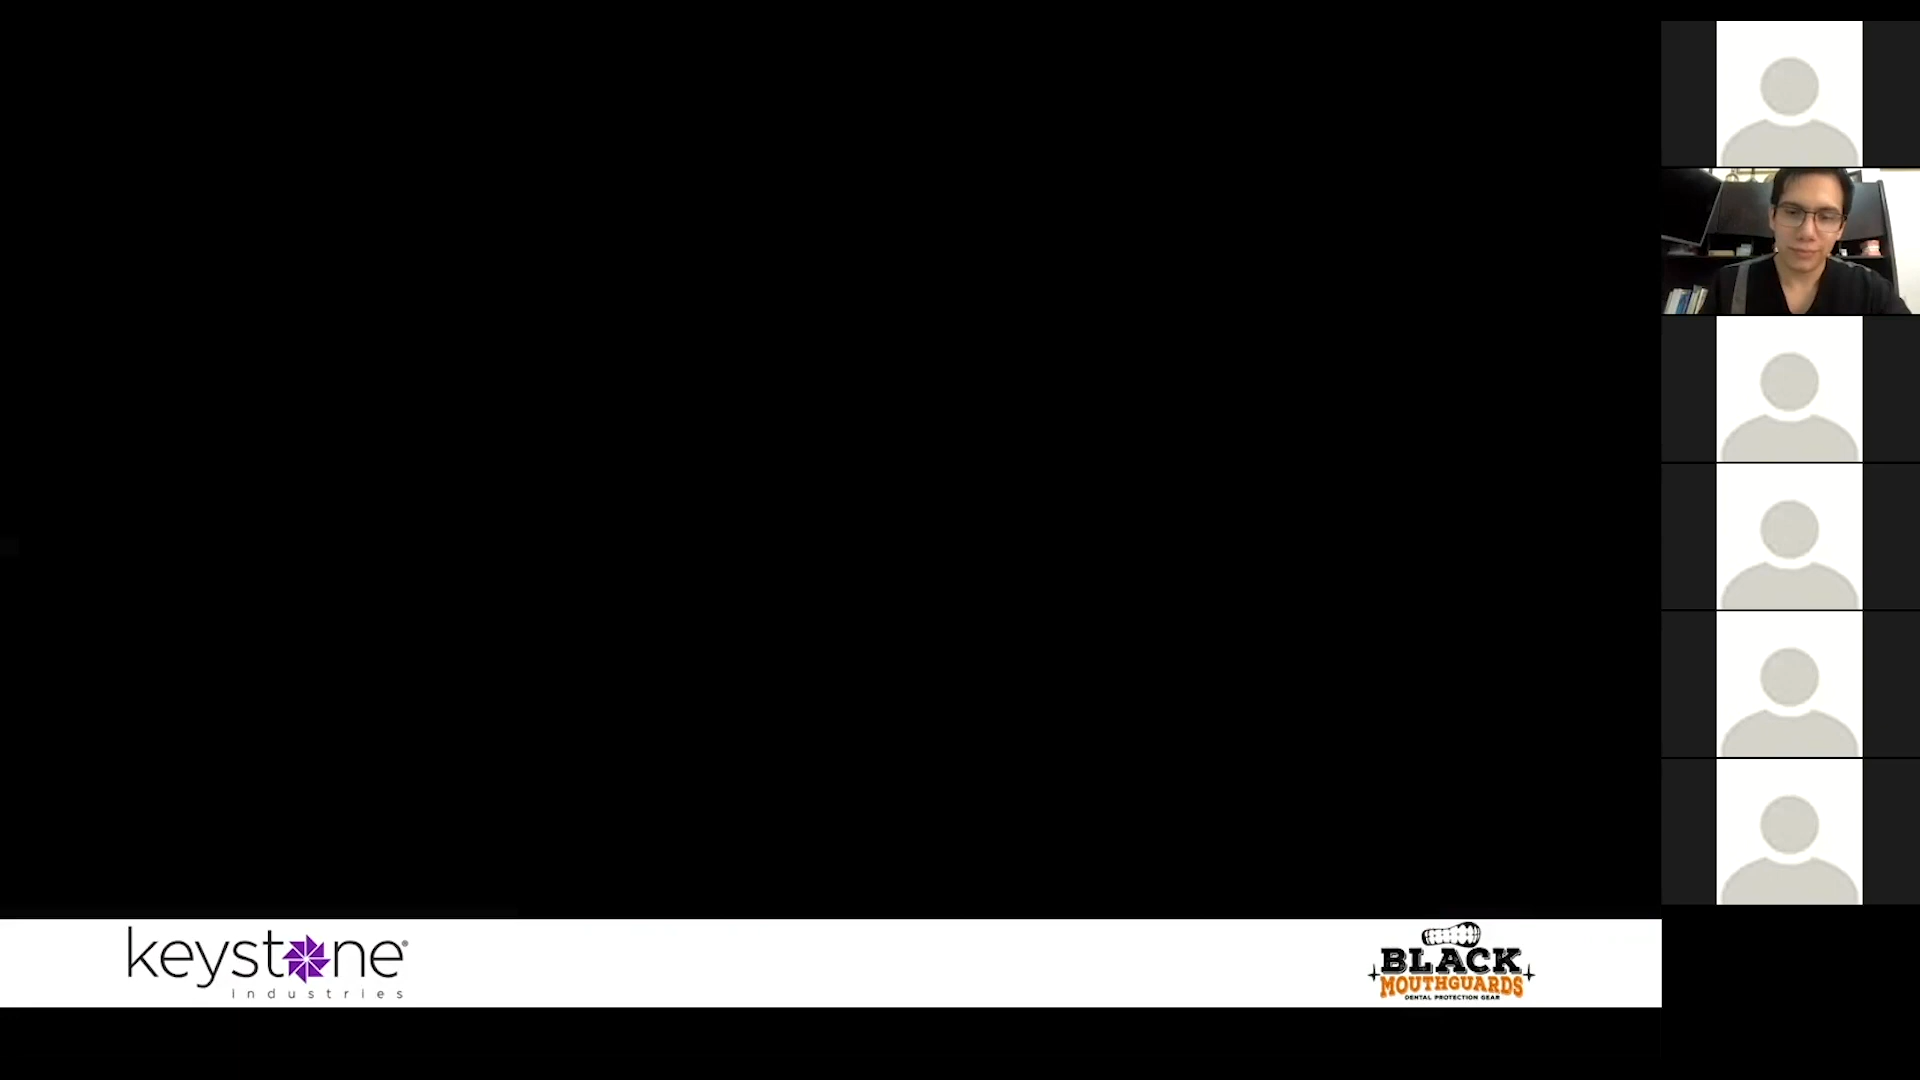 keystone®
industries
BLACK
MOUTHGUARDS
DENTAL PROTECTION GEAR